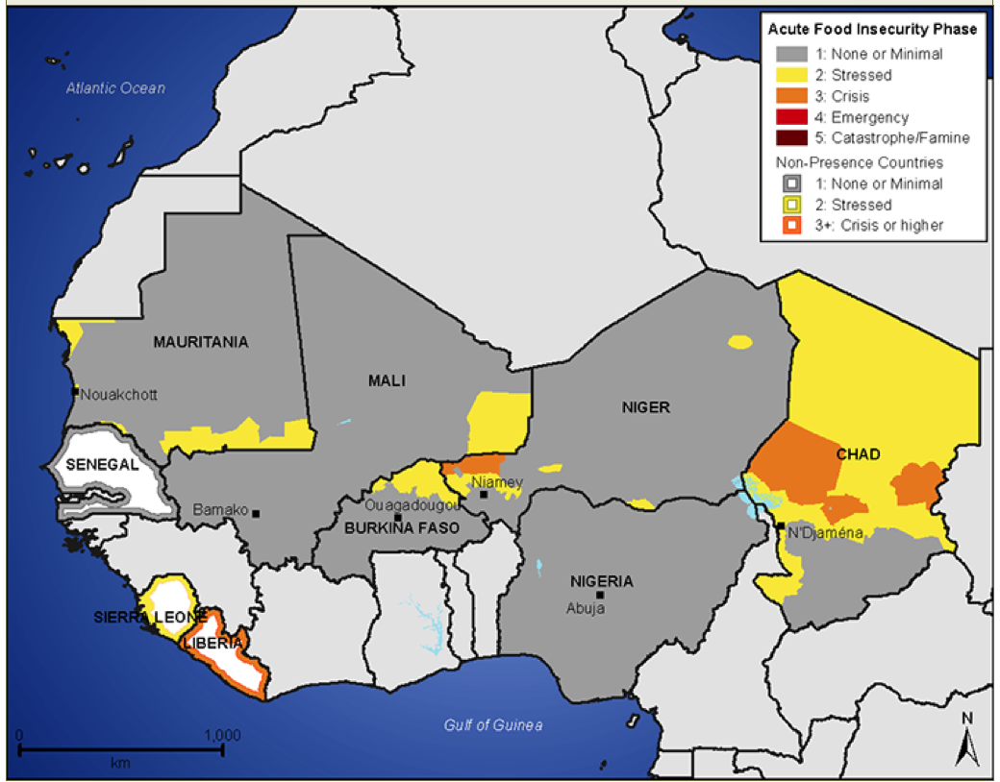 Acute Food Insecurity Phase
1: None or Minimal
2: Stressed
3: Crisis
4: Emergency
5: Catastrophe/Famine
Non-Presence Countries
1: None or Minimal
2: Stressed
3+: Crisis or higher
Atlantic Ocean
MAURITANIA
MALI
Nouakchott
NIGER
CHAD
SENEGAL
Niamey
Bamako
Ouagadougou
BURKINA FASO
N'Djaména
NIGERIA
Abuja
SIERRA LEONE
LIBERIA
Gulf of Guinea
0
1,000
km
N